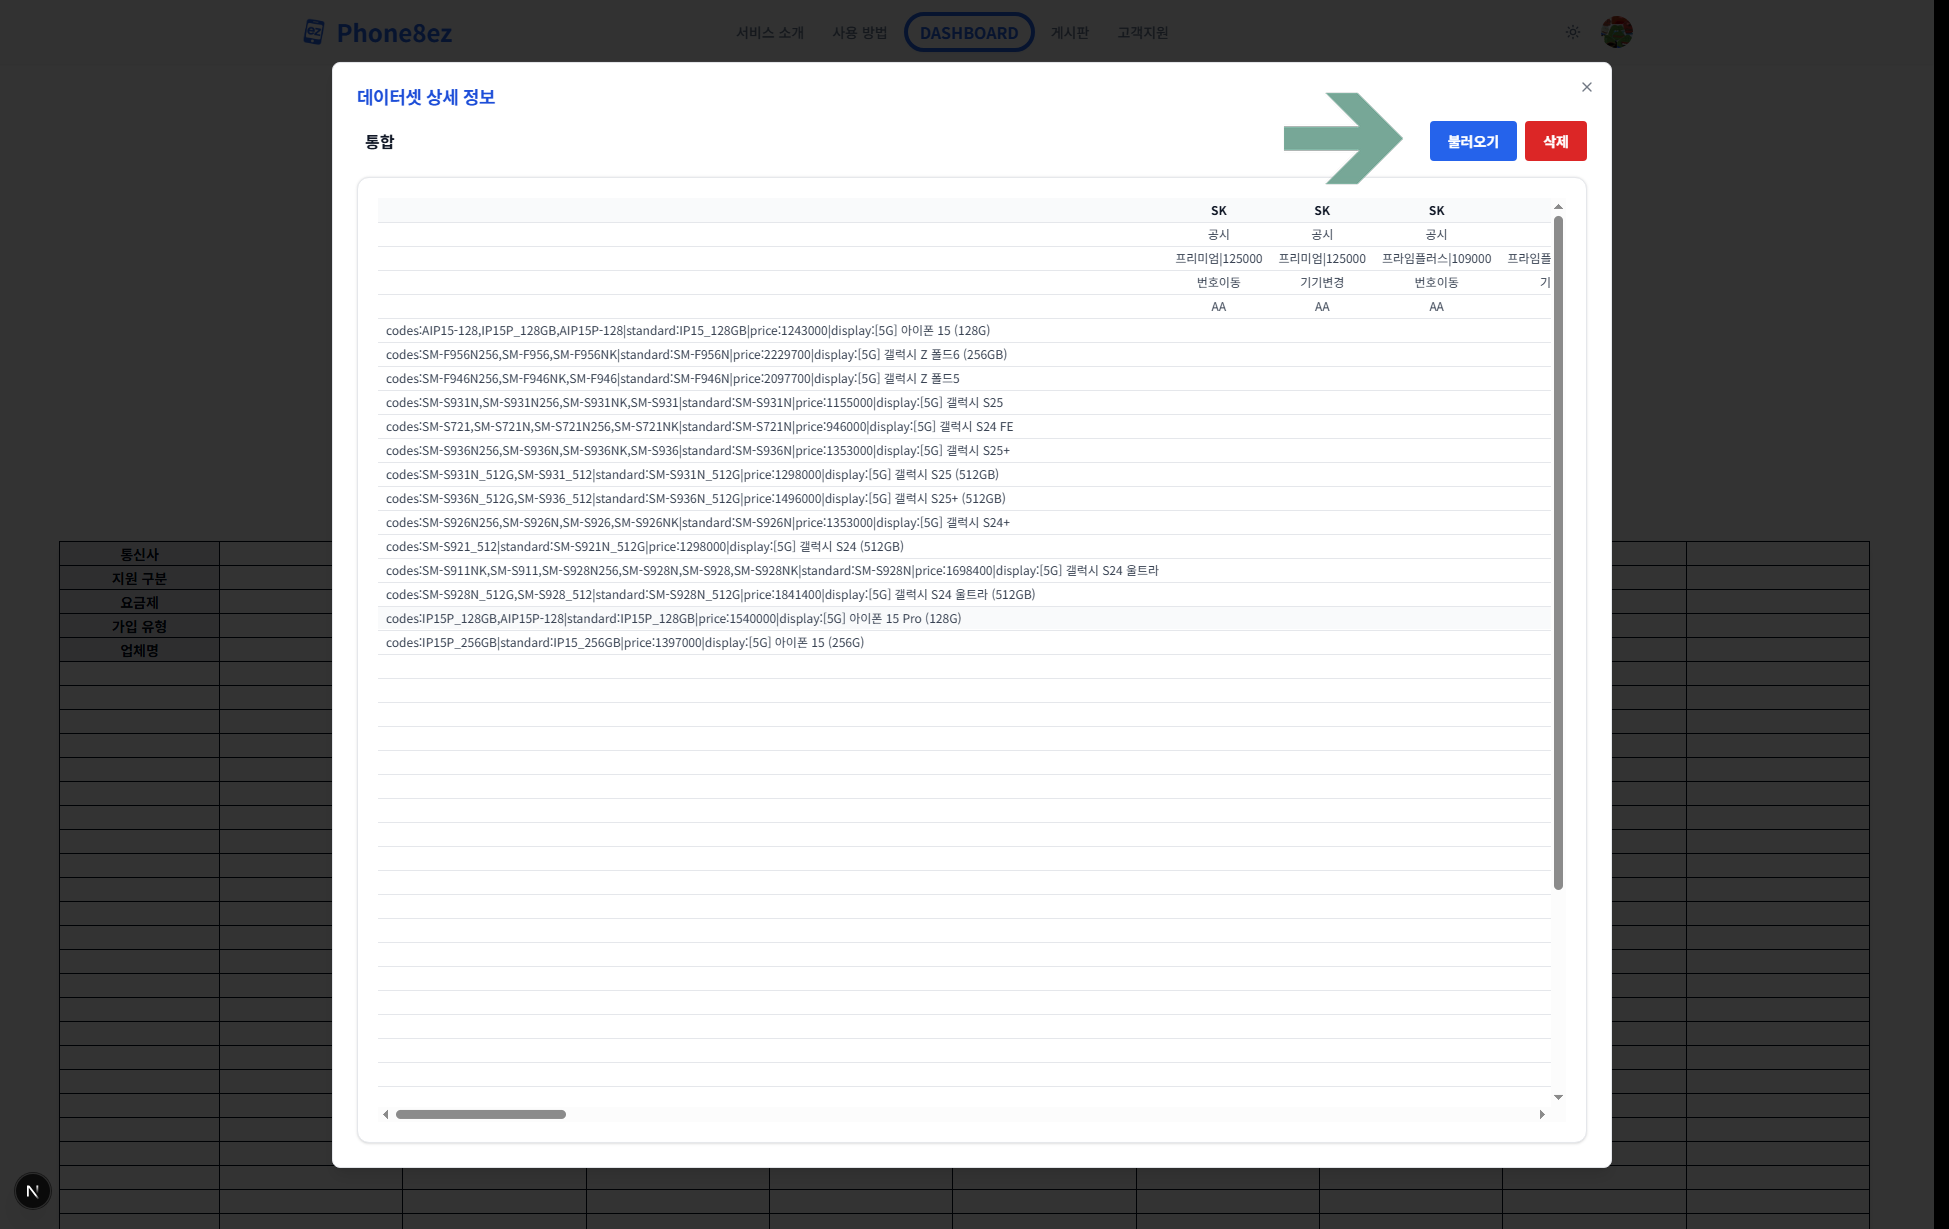 Phone8ez
서비스 소개 사용 방법 DASHBOARD 게시판 고객지원
데이터셋 상세 정보
통합
불러오기 삭제
SK SK SK
공시 공시 공시
프리미엄|125000 프리미엄|125000 프라임플러스|109000 프라임플
번호이동 기기변경 번호이동 기
AA AA AA
codes:AIP15-128,IP15P_128GB,AIP15P-128|standard:IP15_128GB|price:1243000|display:[5G] 아이폰 15 (128G)
codes:SM-F956N256,SM-F956,SM-F956NK|standard:SM-F956N|price:2229700|display:[5G] 갤럭시 Z 폴드6 (256GB)
codes:SM-F946N256,SM-F946NK,SM-F946|standard:SM-F946N|price:2097700|display:[5G] 갤럭시 Z 폴드5
codes:SM-S931N,SM-S931N256,SM-S931NK,SM-S931|standard:SM-S931N|price:1155000|display:[5G] 갤럭시 S25
codes:SM-S721,SM-S721N,SM-S721N256,SM-S721NK|standard:SM-S721N|price:946000|display:[5G] 갤럭시 S24 FE
codes:SM-S936N256,SM-S936N,SM-S936NK,SM-S936|standard:SM-S936N|price:1353000|display:[5G] 갤럭시 S25+
codes:SM-S931N_512G,SM-S931_512|standard:SM-S931N_512G|price:1298000|display:[5G] 갤럭시 S25 (512GB)
codes:SM-S936N_512G,SM-S936_512|standard:SM-S936N_512G|price:1496000|display:[5G] 갤럭시 S25+ (512GB)
codes:SM-S926N256,SM-S926N,SM-S926,SM-S926NK|standard:SM-S926N|price:1353000|display:[5G] 갤럭시 S24+
codes:SM-S921_512|standard:SM-S921N_512G|price:1298000|display:[5G] 갤럭시 S24 (512GB)
codes:SM-S911NK,SM-S911,SM-S928N256,SM-S928N,SM-S928,SM-S928NK|standard:SM-S928N|price:1698400|display:[5G] 갤럭시 S24 울트라
codes:SM-S928N_512G,SM-S928_512|standard:SM-S928N_512G|price:1841400|display:[5G] 갤럭시 S24 울트라 (512GB)
codes:IP15P_128GB,AIP15P-128|standard:IP15P_128GB|price:1540000|display:[5G] 아이폰 15 Pro (128G)
codes:IP15P_256GB|standard:IP15_256GB|price:1397000|display:[5G] 아이폰 15 (256G)
통신사
지원 구분
요금제
가입 유형
업체명
N